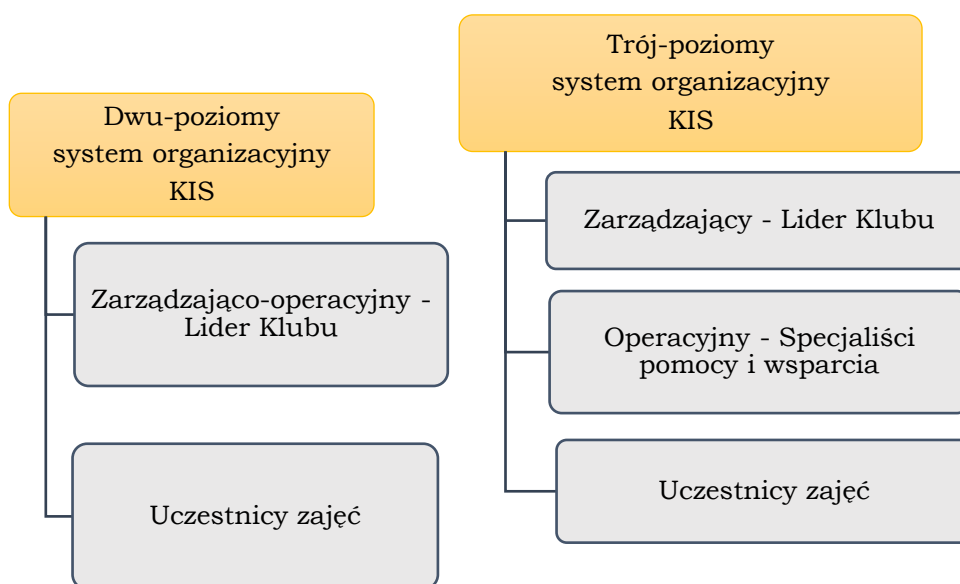 Dwu-poziomy
system organizacyjny
KIS
Zarządzająco-operacyjny -
Lider Klubu
Uczestnicy zajęć
Trój-poziomy
system organizacyjny
KIS
Zarządzający - Lider Klubu
Operacyjny - Specjaliści
pomocy i wsparcia
Uczestnicy zajęć